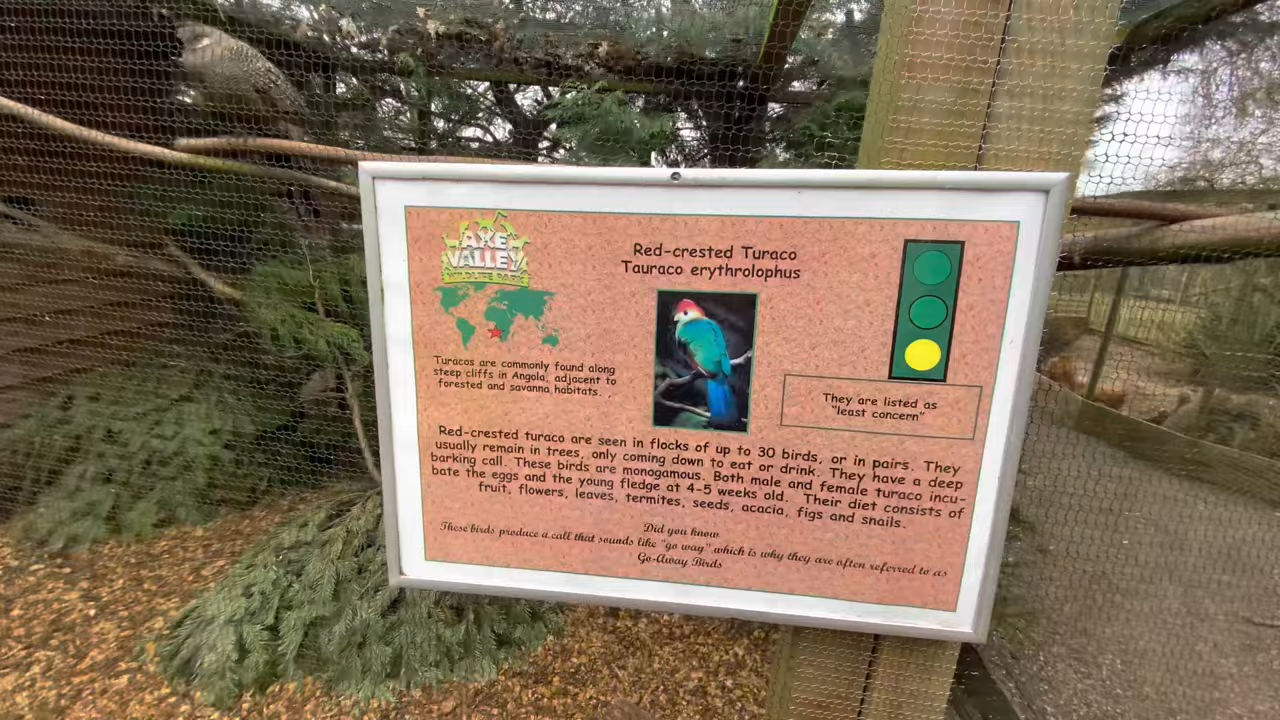 AXE
VALLEY
WILDLIFE PARK
Red-crested Turaco
Tauraco erythrolophus
Turacos are commonly found along
steep cliffs in Angola, adjacent to
forested and savanna habitats. .
They are listed as
"least concern"
Red-crested turaco are seen in flocks of up to 30 birds, or in pairs. They
usually remain in trees, only coming down to eat or drink. They have a deep
barking call. These birds are monogamous. Both male and female turaco incu-
bate the eggs and the young fledge at 4-5 weeks old. Their diet consists of
fruit, flowers, leaves, termites, seeds, acacia, figs and snails.
Did you know
These birds produce a call that sounds like "go way" which is why they are often referred to as
Go-Away Birds